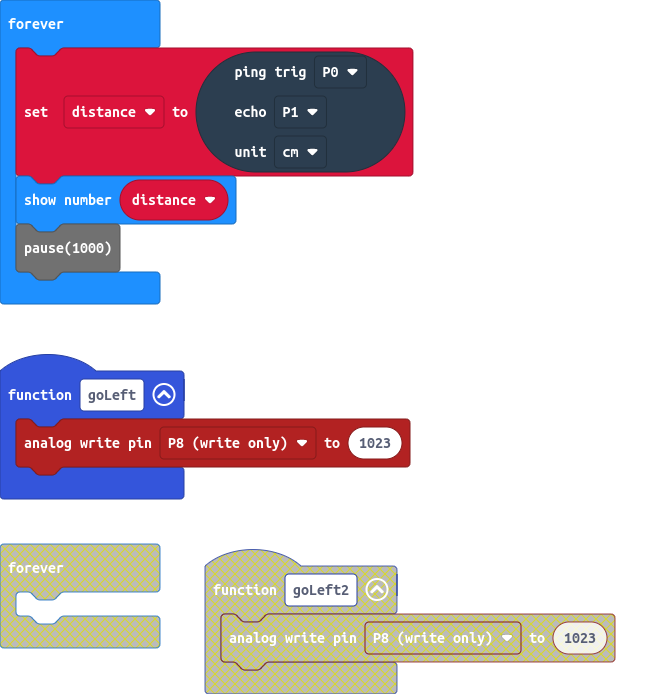 forever
ping trig P0
set distance to echo P1
unit cm
show number distance
pause(1000)
function goLeft
analog write pin P8 (write only) to 1023
forever
function goLeft2
analog write pin P8 (write only) to 1023